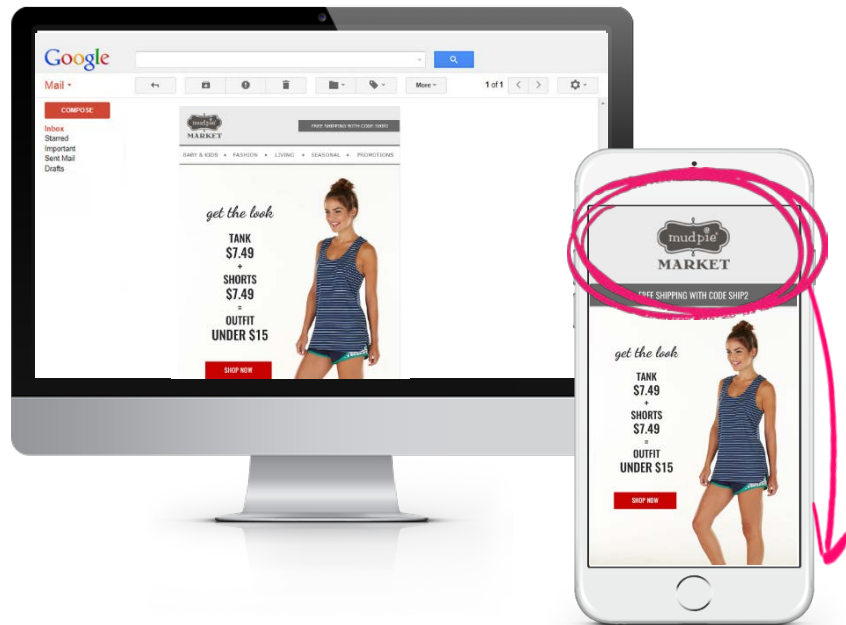 Google
Mail
More
1 of 1
COMPOSE
Inbox
Starred
Important
Sent Mail
Drafts
mudpie
MARKET
FREE SHIPPING WITH CODE SHIP2
BABY & KIDS • FASHION • LIVING • SEASONAL • PROMOTIONS
get the look
TANK
$7.49
+
SHORTS
$7.49
=
OUTFIT
UNDER $15
SHOP NOW
mudpie
MARKET
FREE SHIPPING WITH CODE SHIP2
get the look
TANK
$7.49
+
SHORTS
$7.49
=
OUTFIT
UNDER $15
SHOP NOW